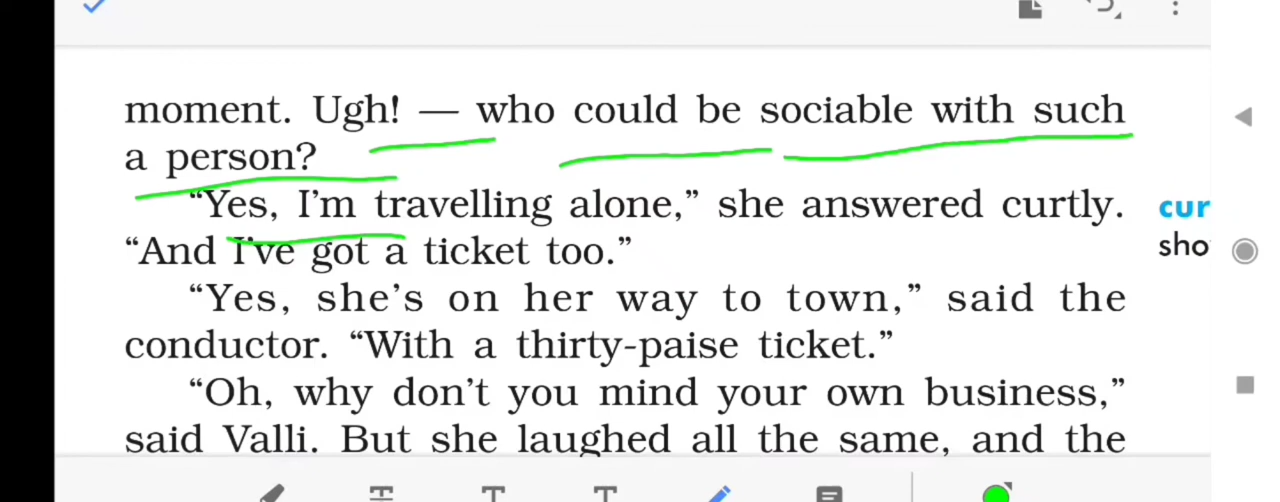 moment. Ugh! — who could be sociable with such
a person?
“Yes, I’m travelling alone,” she answered curtly.
“And I’ve got a ticket too.”
“Yes, she’s on her way to town,” said the
conductor. “With a thirty-paise ticket.”
“Oh, why don’t you mind your own business,”
said Valli. But she laughed all the same, and the
cur
sho